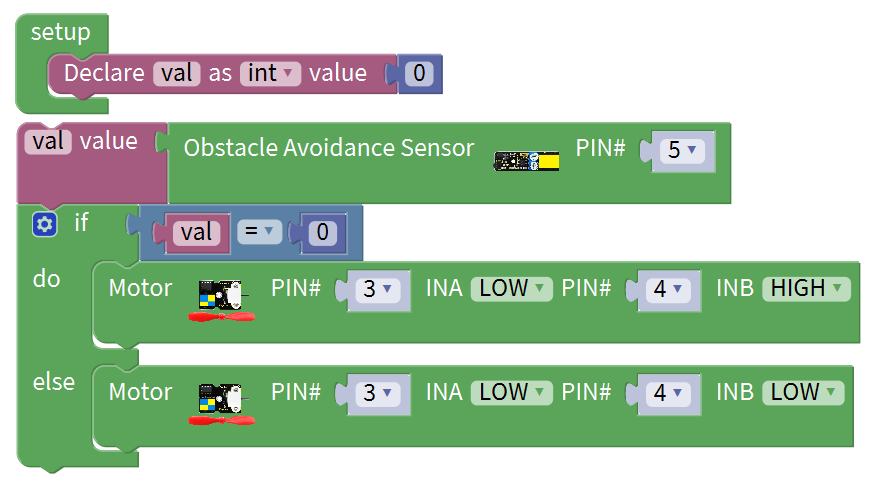 setup
Declare val as int value 0
val value Obstacle Avoidance Sensor PIN# 5
if val = 0
do Motor PIN# 3 INA LOW PIN# 4 INB HIGH
else Motor PIN# 3 INA LOW PIN# 4 INB LOW